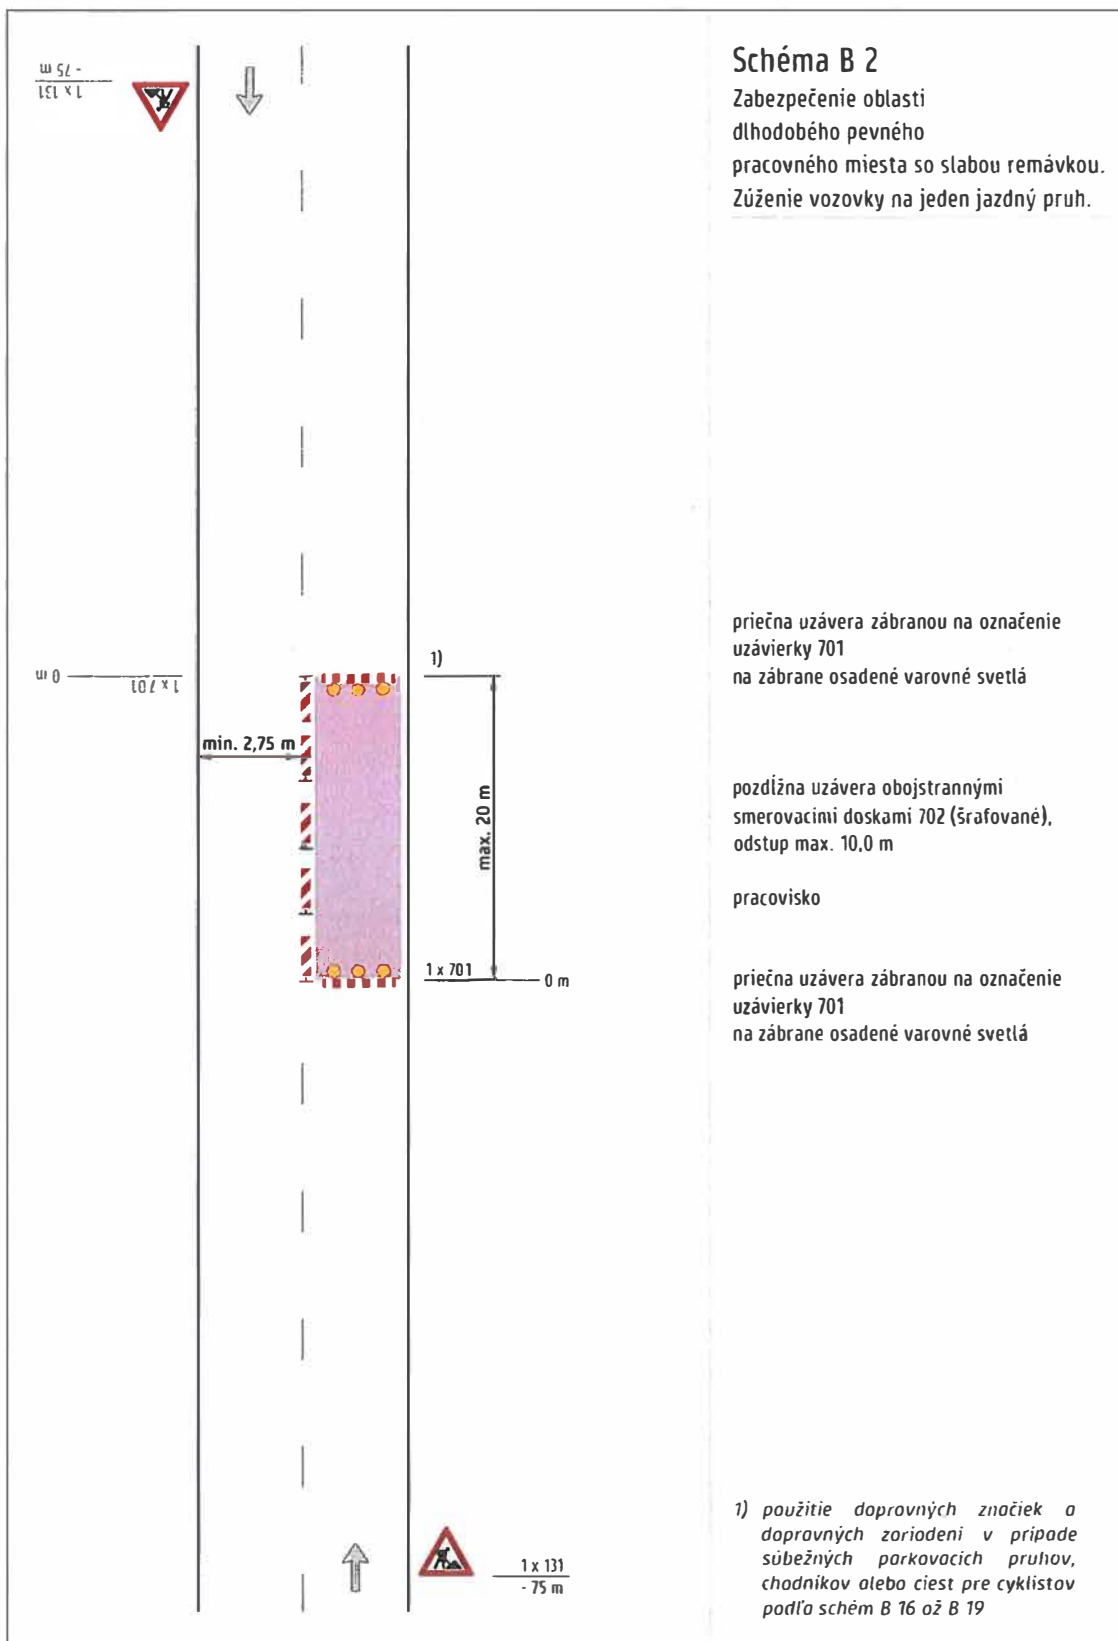 Schéma B 2
Zabezpečenie oblasti
dlhodobého pevného
pracovného miesta so slabou remávkou.
Zúženie vozovky na jeden jazdný pruh.
1 x 131
- 75 m
priečna uzávera zábranou na označenie
uzávierky 701
na zábrane osadené varovné svetlá
1)
1 x 701
0 m
min. 2,75 m
max. 20 m
pozdĺžna uzávera obojstrannými
smerovacími doskami 702 (šrafované),
odstup max. 10,0 m
pracovisko
1 x 701
0 m
priečna uzávera zábranou na označenie
uzávierky 701
na zábrane osadené varovné svetlá
1 x 131
- 75 m
1) použitie dopravných značiek a
dopravných zoriodení v prípade
súbežných parkovacích pruhov,
chodníkov alebo ciest pre cyklistov
podľa schém B 16 až B 19